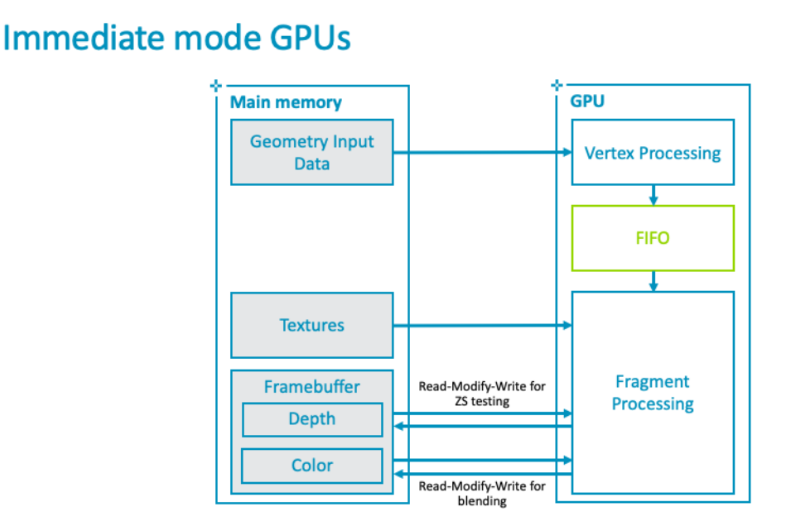 Immediate mode GPUs
Main memory
GPU
Geometry Input
Data
Vertex Processing
FIFO
Textures
Fragment
Processing
Framebuffer
Depth
Color
Read-Modify-Write for
ZS testing
Read-Modify-Write for
blending